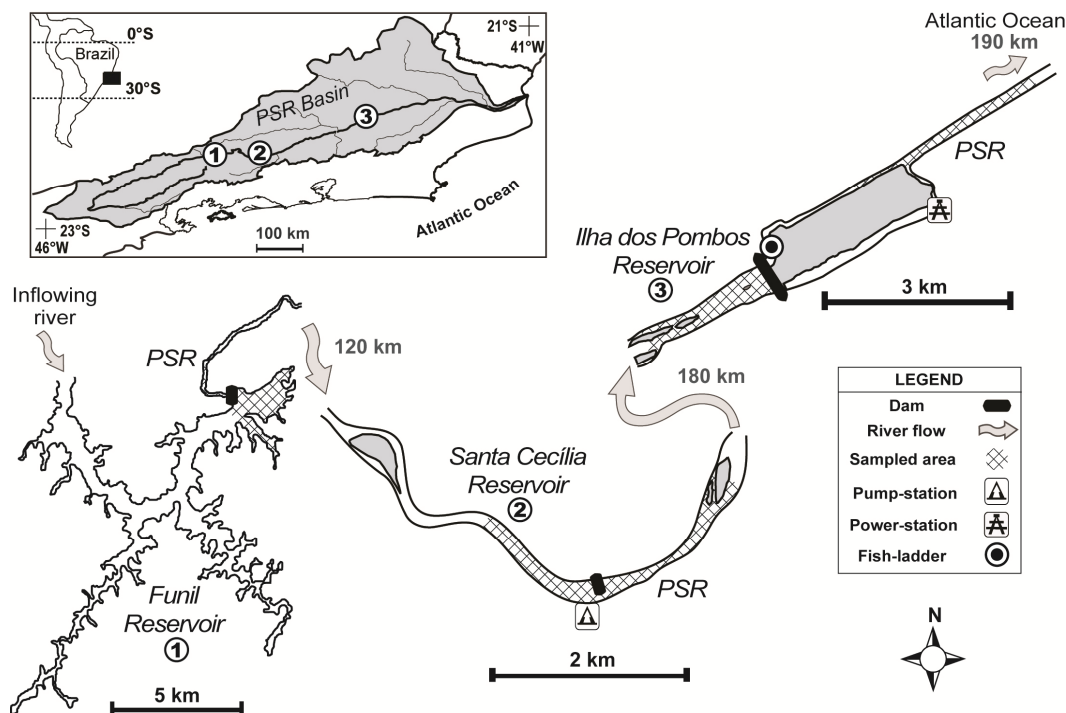 0°S
Brazil
30°S
21°S
41°W
PSR Basin
3
1
2
23°S
46°W
100 km
Atlantic Ocean
Atlantic Ocean
190 km
PSR
Ilha dos Pombos
Reservoir
3
3 km
Inflowing
river
PSR
120 km
180 km
Santa Cecília
Reservoir
2
PSR
2 km
Funil
Reservoir
1
5 km
LEGEND
Dam
River flow
Sampled area
Pump-station
Power-station
Fish-ladder
N